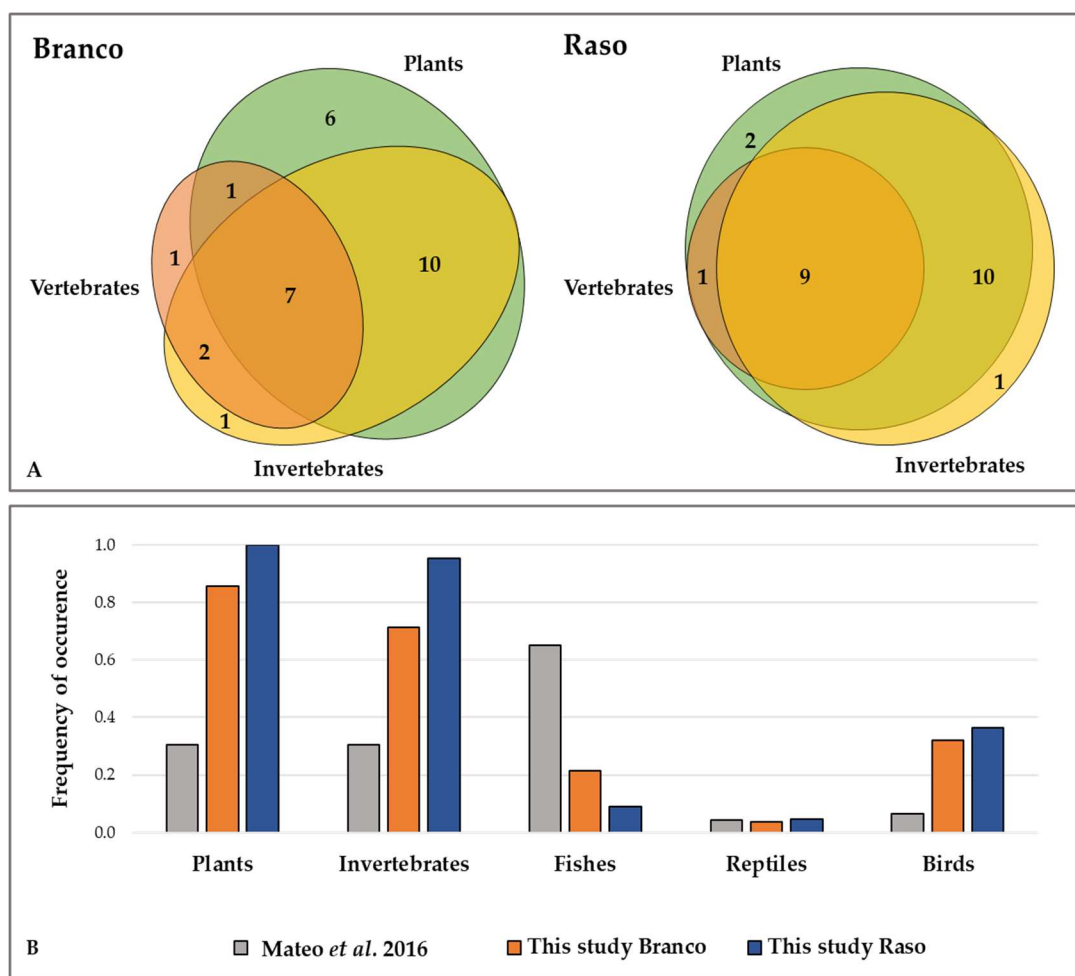 Branco
Plants
6
1
1
10
Vertebrates
7
2
1
Invertebrates
A
Raso
Plants
2
Vertebrates
1
9
10
1
Invertebrates
Frequency of occurence
1.0
0.8
0.6
0.4
0.2
0.0
Plants Invertebrates Fishes Reptiles Birds
B
Mateo et al. 2016 This study Branco This study Raso